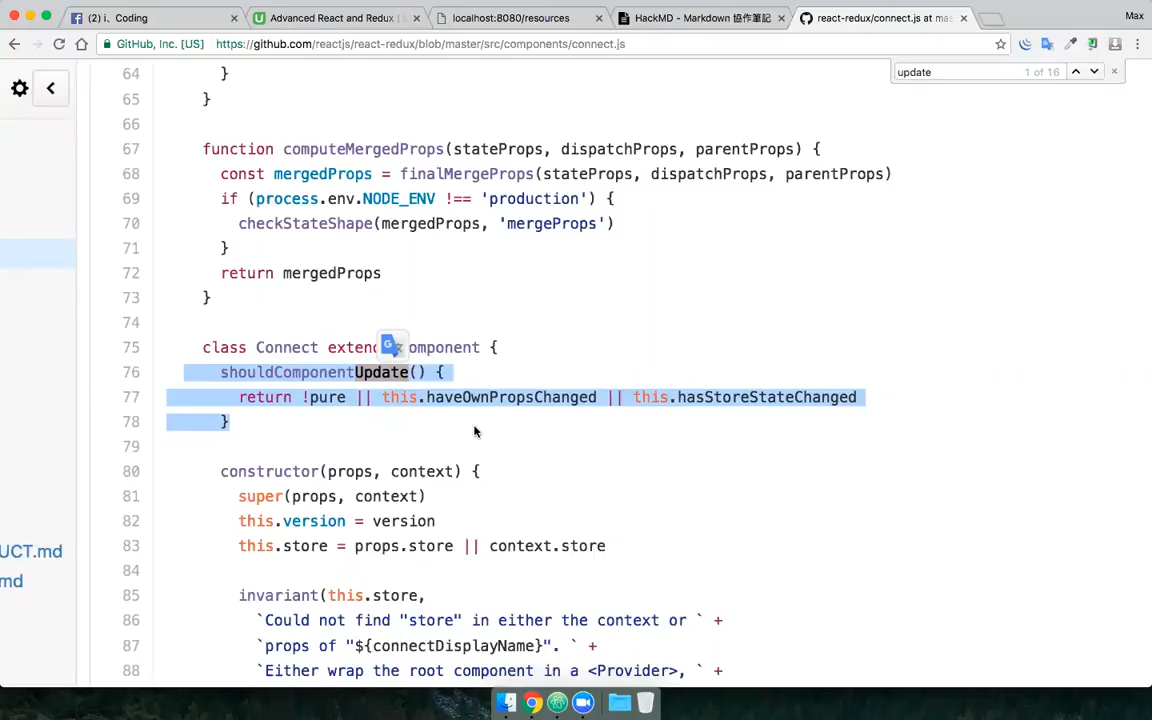 (2) i、Coding
Advanced React and Redux |
localhost:8080/resources
HackMD - Markdown 協作筆記
react-redux/connect.js at mas
Max
GitHub, Inc. [US] https://github.com/reactjs/react-redux/blob/master/src/components/connect.js
update 1 of 16
64 }
65 }
66
67 function computeMergedProps(stateProps, dispatchProps, parentProps) {
68 const mergedProps = finalMergeProps(stateProps, dispatchProps, parentProps)
69 if (process.env.NODE_ENV !== 'production') {
70 checkStateShape(mergedProps, 'mergeProps')
71 }
72 return mergedProps
73 }
74
75 class Connect extend omponent {
76 shouldComponentUpdate() {
77 return !pure || this.haveOwnPropsChanged || this.hasStoreStateChanged
78 }
79
80 constructor(props, context) {
81 super(props, context)
82 this.version = version
83 this.store = props.store || context.store
84
85 invariant(this.store,
86 `Could not find "store" in either the context or ` +
87 `props of "${connectDisplayName}". ` +
88 `Either wrap the root component in a <Provider>, ` +
UCT.md
md